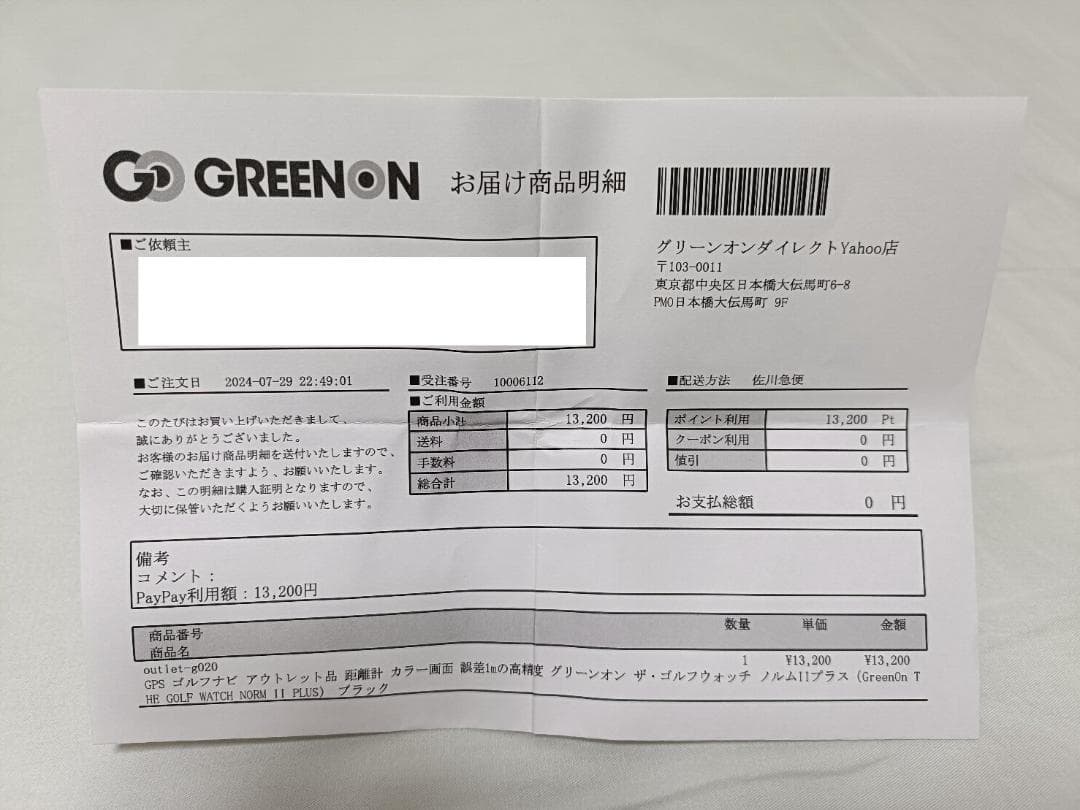 GO GREENON お届け商品明細
■ご依頼主
グリーンオンダイレクトYahoo店
〒103-0011
東京都中央区日本橋大伝馬町6-8
PMO日本橋大伝馬町 9F
■ご注文日 2024-07-29 22:49:01
■受注番号 10006112
■配送方法 佐川急便
このたびはお買い上げいただきまして、
誠にありがとうございました。
お客様のお届け商品明細を送付いたしますので、
ご確認いただきますよう、お願いいたします。
なお、この明細は購入証明となりますので、
大切に保管いただくようお願いいたします。
■ご利用金額
商品小計 13,200 円
送料 0 円
手数料 0 円
総合計 13,200 円
ポイント利用 13,200 Pt
クーポン利用 0 円
値引 0 円
お支払総額 0 円
備考
コメント：
PayPay利用額：13,200円
商品番号
商品名 数量 単価 金額
outlet-g020 1 ¥13,200 ¥13,200
GPS ゴルフナビ アウトレット品 距離計 カラー画面 誤差1mの高精度 グリーンオン ザ・ゴルフウォッチ ノルムIIプラス（GreenOn T
HE GOLF WATCH NORM II PLUS） ブラック